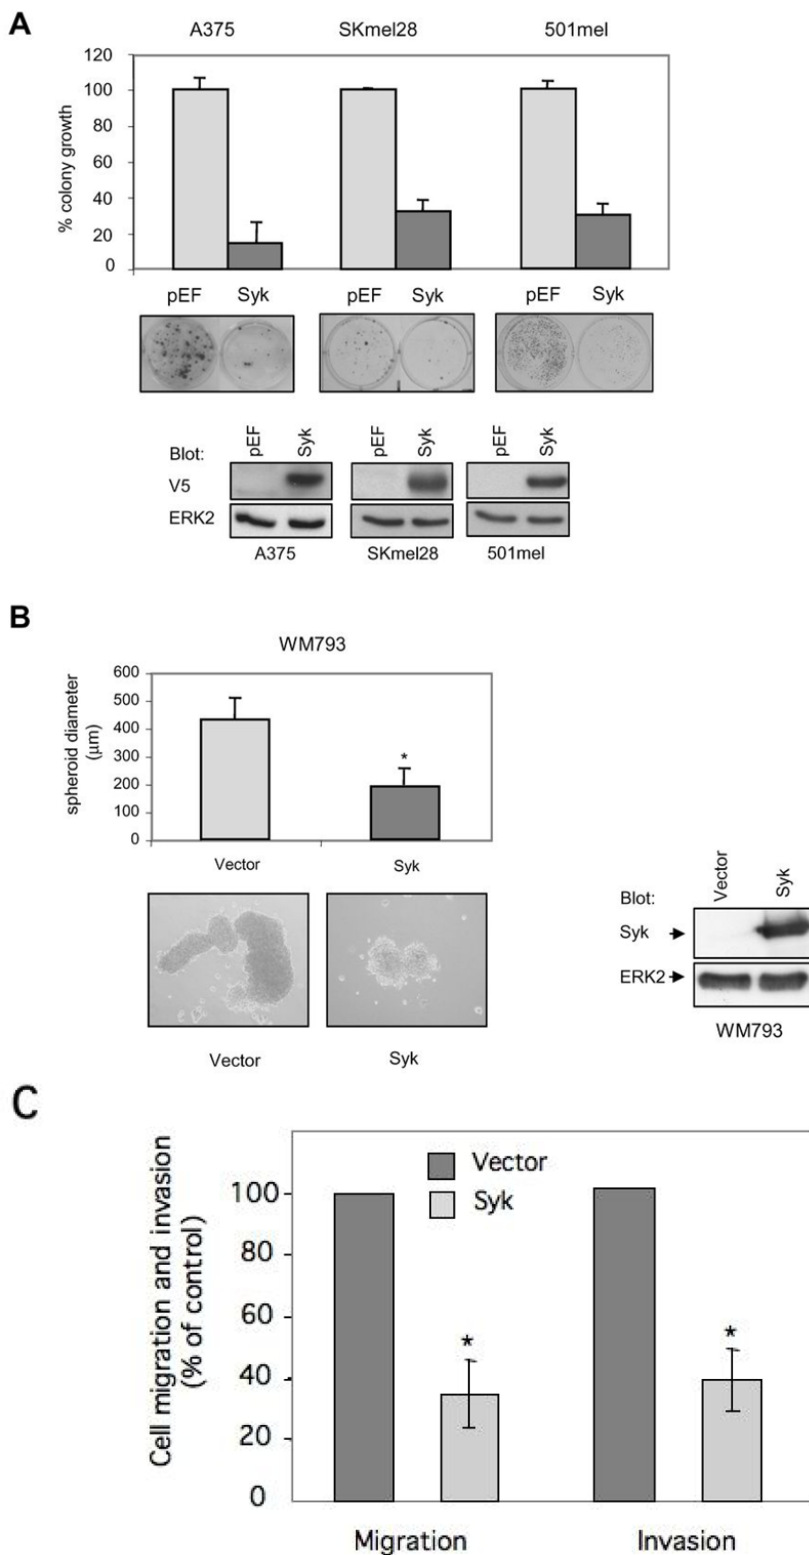 A
A375 SKmel28 501mel
% colony growth
120
100
80
60
40
20
0
pEF Syk pEF Syk pEF Syk
Blot: pEF Syk pEF Syk pEF Syk
V5
ERK2
A375 SKmel28 501mel
B
WM793
spheroid diameter
(µm)
600
500
400
300
200
100
0
Vector Syk
*
Vector Syk
Blot: Vector Syk
Syk
ERK2
WM793
C
Cell migration and invasion
(% of control)
100
80
60
40
20
0
Vector
Syk
* *
Migration Invasion